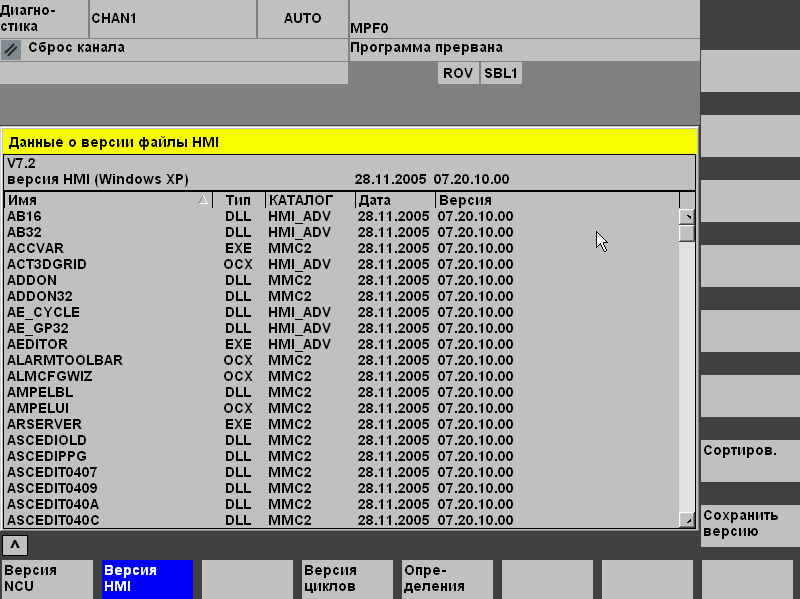 Диагно-
стика
CHAN1
AUTO
MPF0
Сброс канала
Программа прервана
ROV
SBL1
Данные о версии файлы HMI
V7.2
версия HMI (Windows XP) 28.11.2005 07.20.10.00
Имя Тип КАТАЛОГ Дата Версия
AB16 DLL HMI_ADV 28.11.2005 07.20.10.00
AB32 DLL HMI_ADV 28.11.2005 07.20.10.00
ACCVAR EXE MMC2 28.11.2005 07.20.10.00
ACT3DGRID OCX HMI_ADV 28.11.2005 07.20.10.00
ADDON DLL MMC2 28.11.2005 07.20.10.00
ADDON32 DLL MMC2 28.11.2005 07.20.10.00
AE_CYCLE DLL HMI_ADV 28.11.2005 07.20.10.00
AE_GP32 DLL HMI_ADV 28.11.2005 07.20.10.00
AEDITOR EXE HMI_ADV 28.11.2005 07.20.10.00
ALARMTOOLBAR OCX MMC2 28.11.2005 07.20.10.00
ALMCFGWIZ OCX MMC2 28.11.2005 07.20.10.00
AMPELBL DLL MMC2 28.11.2005 07.20.10.00
AMPELUI OCX MMC2 28.11.2005 07.20.10.00
ARSERVER EXE MMC2 28.11.2005 07.20.10.00
ASCEDIOLD DLL MMC2 28.11.2005 07.20.10.00
ASCEDIPPG DLL MMC2 28.11.2005 07.20.10.00
ASCEDIT0407 DLL MMC2 28.11.2005 07.20.10.00
ASCEDIT0409 DLL MMC2 28.11.2005 07.20.10.00
ASCEDIT040A DLL MMC2 28.11.2005 07.20.10.00
ASCEDIT040C DLL MMC2 28.11.2005 07.20.10.00
Сортиров.
Сохранить
версию
^
Версия
NCU
Версия
HMI
Версия
циклов
Опре-
деления